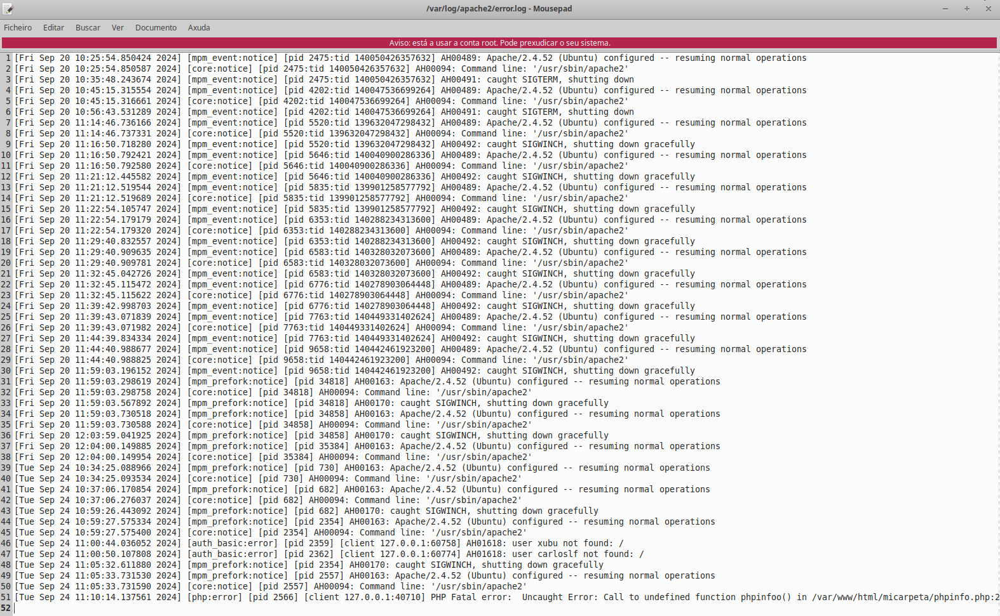 /var/log/apache2/error.log - Mousepad
Ficheiro Editar Buscar Ver Documento Axuda
Aviso: está a usar a conta root. Pode prexudicar o seu sistema.
1 [Fri Sep 20 10:25:54.850424 2024] [mpm_event:notice] [pid 2475:tid 140050426357632] AH00489: Apache/2.4.52 (Ubuntu) configured -- resuming normal operations
2 [Fri Sep 20 10:25:54.850587 2024] [core:notice] [pid 2475:tid 140050426357632] AH00094: Command line: '/usr/sbin/apache2'
3 [Fri Sep 20 10:35:48.243674 2024] [mpm_event:notice] [pid 2475:tid 140050426357632] AH00491: caught SIGTERM, shutting down
4 [Fri Sep 20 10:45:15.315554 2024] [mpm_event:notice] [pid 4202:tid 140047536699264] AH00489: Apache/2.4.52 (Ubuntu) configured -- resuming normal operations
5 [Fri Sep 20 10:45:15.316661 2024] [core:notice] [pid 4202:tid 140047536699264] AH00094: Command line: '/usr/sbin/apache2'
6 [Fri Sep 20 10:56:43.531289 2024] [mpm_event:notice] [pid 4202:tid 140047536699264] AH00491: caught SIGTERM, shutting down
7 [Fri Sep 20 11:14:46.736166 2024] [mpm_event:notice] [pid 5520:tid 139632047298432] AH00489: Apache/2.4.52 (Ubuntu) configured -- resuming normal operations
8 [Fri Sep 20 11:14:46.737331 2024] [core:notice] [pid 5520:tid 139632047298432] AH00094: Command line: '/usr/sbin/apache2'
9 [Fri Sep 20 11:16:50.718280 2024] [mpm_event:notice] [pid 5520:tid 139632047298432] AH00492: caught SIGWINCH, shutting down gracefully
10 [Fri Sep 20 11:16:50.792421 2024] [mpm_event:notice] [pid 5646:tid 140040900286336] AH00489: Apache/2.4.52 (Ubuntu) configured -- resuming normal operations
11 [Fri Sep 20 11:16:50.792580 2024] [core:notice] [pid 5646:tid 140040900286336] AH00094: Command line: '/usr/sbin/apache2'
12 [Fri Sep 20 11:21:12.445582 2024] [mpm_event:notice] [pid 5646:tid 140040900286336] AH00492: caught SIGWINCH, shutting down gracefully
13 [Fri Sep 20 11:21:12.519544 2024] [mpm_event:notice] [pid 5835:tid 139901258577792] AH00489: Apache/2.4.52 (Ubuntu) configured -- resuming normal operations
14 [Fri Sep 20 11:21:12.519689 2024] [core:notice] [pid 5835:tid 139901258577792] AH00094: Command line: '/usr/sbin/apache2'
15 [Fri Sep 20 11:22:54.105747 2024] [mpm_event:notice] [pid 5835:tid 139901258577792] AH00492: caught SIGWINCH, shutting down gracefully
16 [Fri Sep 20 11:22:54.179179 2024] [mpm_event:notice] [pid 6353:tid 140288234313600] AH00489: Apache/2.4.52 (Ubuntu) configured -- resuming normal operations
17 [Fri Sep 20 11:22:54.179320 2024] [core:notice] [pid 6353:tid 140288234313600] AH00094: Command line: '/usr/sbin/apache2'
18 [Fri Sep 20 11:29:40.832557 2024] [mpm_event:notice] [pid 6353:tid 140288234313600] AH00492: caught SIGWINCH, shutting down gracefully
19 [Fri Sep 20 11:29:40.909635 2024] [mpm_event:notice] [pid 6583:tid 140328032073600] AH00489: Apache/2.4.52 (Ubuntu) configured -- resuming normal operations
20 [Fri Sep 20 11:29:40.909781 2024] [core:notice] [pid 6583:tid 140328032073600] AH00094: Command line: '/usr/sbin/apache2'
21 [Fri Sep 20 11:32:45.042726 2024] [mpm_event:notice] [pid 6583:tid 140328032073600] AH00492: caught SIGWINCH, shutting down gracefully
22 [Fri Sep 20 11:32:45.115472 2024] [mpm_event:notice] [pid 6776:tid 140278903064448] AH00489: Apache/2.4.52 (Ubuntu) configured -- resuming normal operations
23 [Fri Sep 20 11:32:45.115622 2024] [core:notice] [pid 6776:tid 140278903064448] AH00094: Command line: '/usr/sbin/apache2'
24 [Fri Sep 20 11:39:42.998703 2024] [mpm_event:notice] [pid 6776:tid 140278903064448] AH00492: caught SIGWINCH, shutting down gracefully
25 [Fri Sep 20 11:39:43.071839 2024] [mpm_event:notice] [pid 7763:tid 140449331402624] AH00489: Apache/2.4.52 (Ubuntu) configured -- resuming normal operations
26 [Fri Sep 20 11:39:43.071982 2024] [core:notice] [pid 7763:tid 140449331402624] AH00094: Command line: '/usr/sbin/apache2'
27 [Fri Sep 20 11:44:39.834334 2024] [mpm_event:notice] [pid 7763:tid 140449331402624] AH00492: caught SIGWINCH, shutting down gracefully
28 [Fri Sep 20 11:44:40.988677 2024] [mpm_event:notice] [pid 9658:tid 140442461923200] AH00489: Apache/2.4.52 (Ubuntu) configured -- resuming normal operations
29 [Fri Sep 20 11:44:40.988825 2024] [core:notice] [pid 9658:tid 140442461923200] AH00094: Command line: '/usr/sbin/apache2'
30 [Fri Sep 20 11:59:03.196152 2024] [mpm_event:notice] [pid 9658:tid 140442461923200] AH00492: caught SIGWINCH, shutting down gracefully
31 [Fri Sep 20 11:59:03.298619 2024] [mpm_prefork:notice] [pid 34818] AH00163: Apache/2.4.52 (Ubuntu) configured -- resuming normal operations
32 [Fri Sep 20 11:59:03.298758 2024] [core:notice] [pid 34818] AH00094: Command line: '/usr/sbin/apache2'
33 [Fri Sep 20 11:59:03.567892 2024] [mpm_prefork:notice] [pid 34818] AH00170: caught SIGWINCH, shutting down gracefully
34 [Fri Sep 20 11:59:03.730518 2024] [mpm_prefork:notice] [pid 34858] AH00163: Apache/2.4.52 (Ubuntu) configured -- resuming normal operations
35 [Fri Sep 20 11:59:03.730588 2024] [core:notice] [pid 34858] AH00094: Command line: '/usr/sbin/apache2'
36 [Fri Sep 20 12:03:59.041925 2024] [mpm_prefork:notice] [pid 34858] AH00170: caught SIGWINCH, shutting down gracefully
37 [Fri Sep 20 12:04:00.149885 2024] [mpm_prefork:notice] [pid 35384] AH00163: Apache/2.4.52 (Ubuntu) configured -- resuming normal operations
38 [Fri Sep 20 12:04:00.149954 2024] [core:notice] [pid 35384] AH00094: Command line: '/usr/sbin/apache2'
39 [Tue Sep 24 10:34:25.088966 2024] [mpm_prefork:notice] [pid 730] AH00163: Apache/2.4.52 (Ubuntu) configured -- resuming normal operations
40 [Tue Sep 24 10:34:25.093534 2024] [core:notice] [pid 730] AH00094: Command line: '/usr/sbin/apache2'
41 [Tue Sep 24 10:37:06.170854 2024] [mpm_prefork:notice] [pid 682] AH00163: Apache/2.4.52 (Ubuntu) configured -- resuming normal operations
42 [Tue Sep 24 10:37:06.276037 2024] [core:notice] [pid 682] AH00094: Command line: '/usr/sbin/apache2'
43 [Tue Sep 24 10:59:26.443092 2024] [mpm_prefork:notice] [pid 682] AH00170: caught SIGWINCH, shutting down gracefully
44 [Tue Sep 24 10:59:27.575334 2024] [mpm_prefork:notice] [pid 2354] AH00163: Apache/2.4.52 (Ubuntu) configured -- resuming normal operations
45 [Tue Sep 24 10:59:27.575400 2024] [core:notice] [pid 2354] AH00094: Command line: '/usr/sbin/apache2'
46 [Tue Sep 24 11:00:44.036052 2024] [auth_basic:error] [pid 2359] [client 127.0.0.1:60758] AH01618: user xubu not found: /
47 [Tue Sep 24 11:00:50.107808 2024] [auth_basic:error] [pid 2362] [client 127.0.0.1:60774] AH01618: user carloslf not found: /
48 [Tue Sep 24 11:05:32.611880 2024] [mpm_prefork:notice] [pid 2354] AH00170: caught SIGWINCH, shutting down gracefully
49 [Tue Sep 24 11:05:33.731530 2024] [mpm_prefork:notice] [pid 2557] AH00163: Apache/2.4.52 (Ubuntu) configured -- resuming normal operations
50 [Tue Sep 24 11:05:33.731590 2024] [core:notice] [pid 2557] AH00094: Command line: '/usr/sbin/apache2'
51 [Tue Sep 24 11:10:14.137561 2024] [php:error] [pid 2566] [client 127.0.0.1:40710] PHP Fatal error:  Uncaught Error: Call to undefined function phpinfoo() in /var/www/html/micarpeta/phpinfo.php:2
52